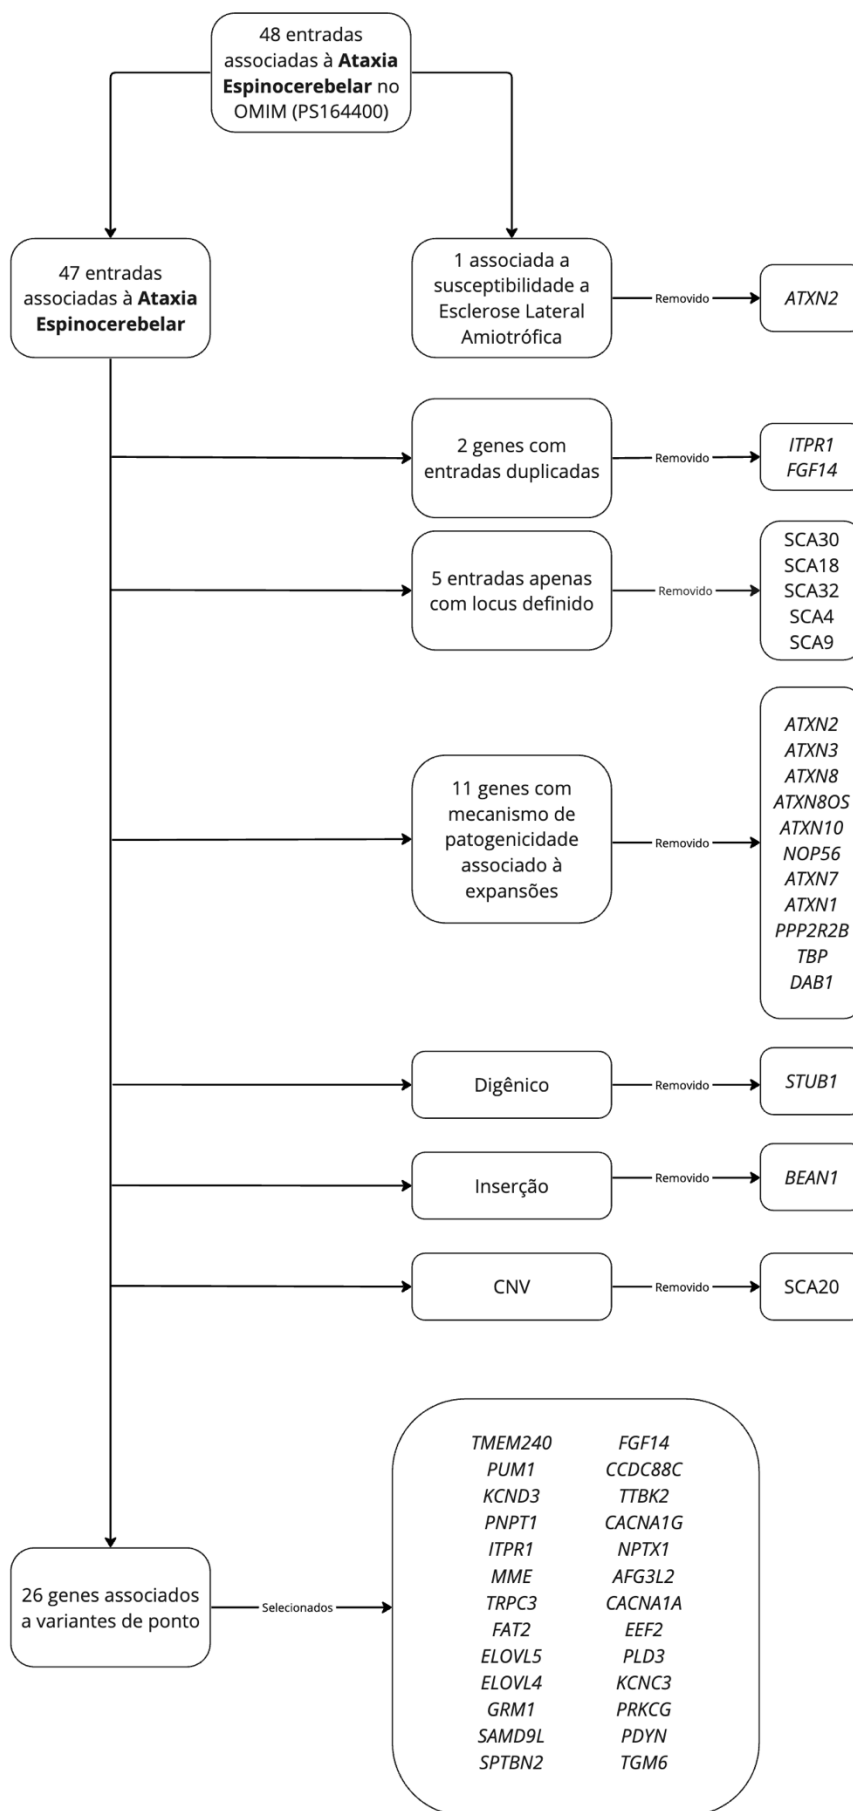 48 entradas
associadas à Ataxia
Espinocerebelar no
OMIM (PS164400)
47 entradas
associadas à Ataxia
Espinocerebelar
1 associada a
susceptibilidade a
Esclerose Lateral
Amiotrófica
Removido
ATXN2
2 genes com
entradas duplicadas
Removido
ITPR1
FGF14
5 entradas apenas
com locus definido
Removido
SCA30
SCA18
SCA32
SCA4
SCA9
11 genes com
mecanismo de
patogenicidade
associado à
expansões
Removido
ATXN2
ATXN3
ATXN8
ATXN8OS
ATXN10
NOP56
ATXN7
ATXN1
PPP2R2B
TBP
DAB1
Digênico
Removido
STUB1
Inserção
Removido
BEAN1
CNV
Removido
SCA20
26 genes associados
a variantes de ponto
Selecionados
TMEM240
PUM1
KCND3
PNPT1
ITPR1
MME
TRPC3
FAT2
ELOVL5
ELOVL4
GRM1
SAMD9L
SPTBN2
FGF14
CCDC88C
TTBK2
CACNA1G
NPTX1
AFG3L2
CACNA1A
EEF2
PLD3
KCNC3
PRKCG
PDYN
TGM6